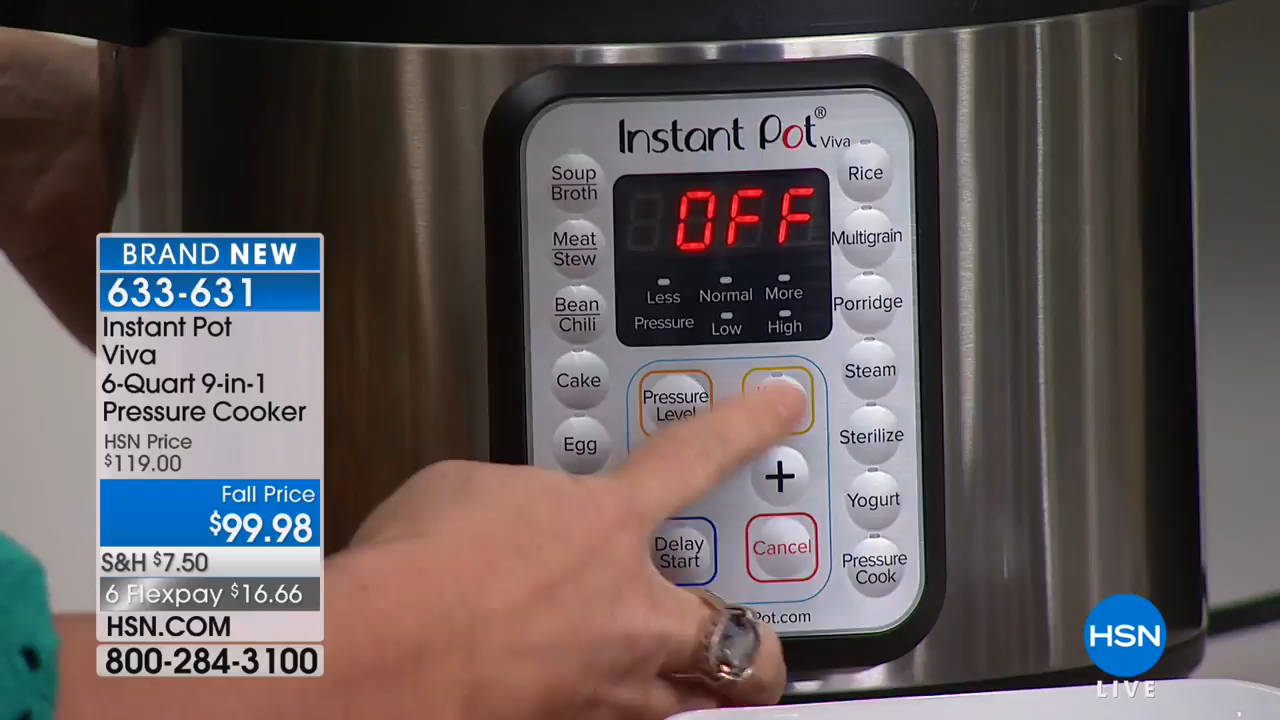 BRAND NEW
633-631
Instant Pot
Viva
6-Quart 9-in-1
Pressure Cooker
HSN Price
$119.00
Fall Price
$99.98
S&H $7.50
6 Flexpay $16.66
HSN.COM
800-284-3100
Instant Pot® Viva
Soup
Broth
Meat
Stew
Bean
Chili
Cake
Egg
OFF
Less Normal More
Pressure Low High
Pressure
Level
+
Delay
Start
Cancel
Pot.com
Rice
Multigrain
Porridge
Steam
Sterilize
Yogurt
Pressure
Cook
HSN
LIVE